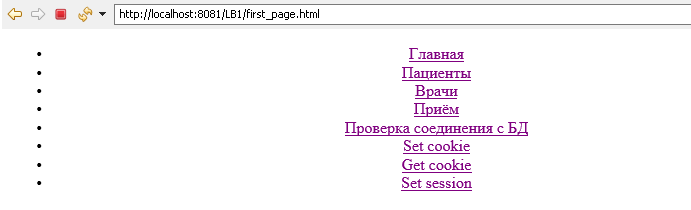 http://localhost:8081/LB1/first_page.html
Главная
Пациенты
Врачи
Приём
Проверка соединения с БД
Set cookie
Get cookie
Set session